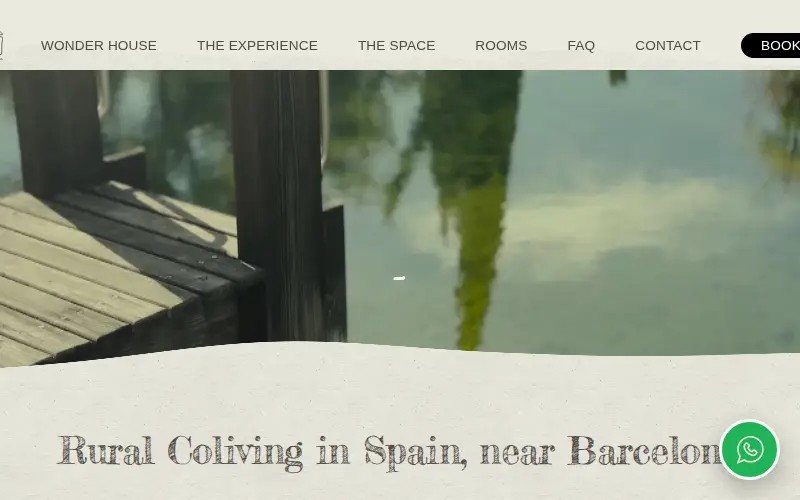 WONDER HOUSE THE EXPERIENCE THE SPACE ROOMS FAQ CONTACT BOOK
Rural Coliving in Spain, near Barcelon